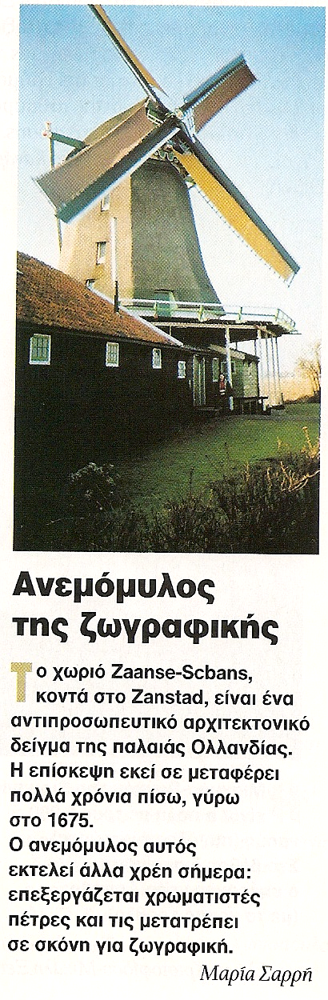 Ανεμόμυλος
της ζωγραφικής
Το χωριό Zaanse-Scbans,
κοντά στο Zanstad, είναι ένα
αντιπροσωπευτικό αρχιτεκτονικό
δείγμα της παλαιάς Ολλανδίας.
Η επίσκεψη εκεί σε μεταφέρει
πολλά χρόνια πίσω, γύρω
στο 1675.
Ο ανεμόμυλος αυτός
εκτελεί άλλα χρέη σήμερα:
επεξεργάζεται χρωματιστές
πέτρες και τις μετατρέπει
σε σκόνη για ζωγραφική.
Μαρία Σαρρή